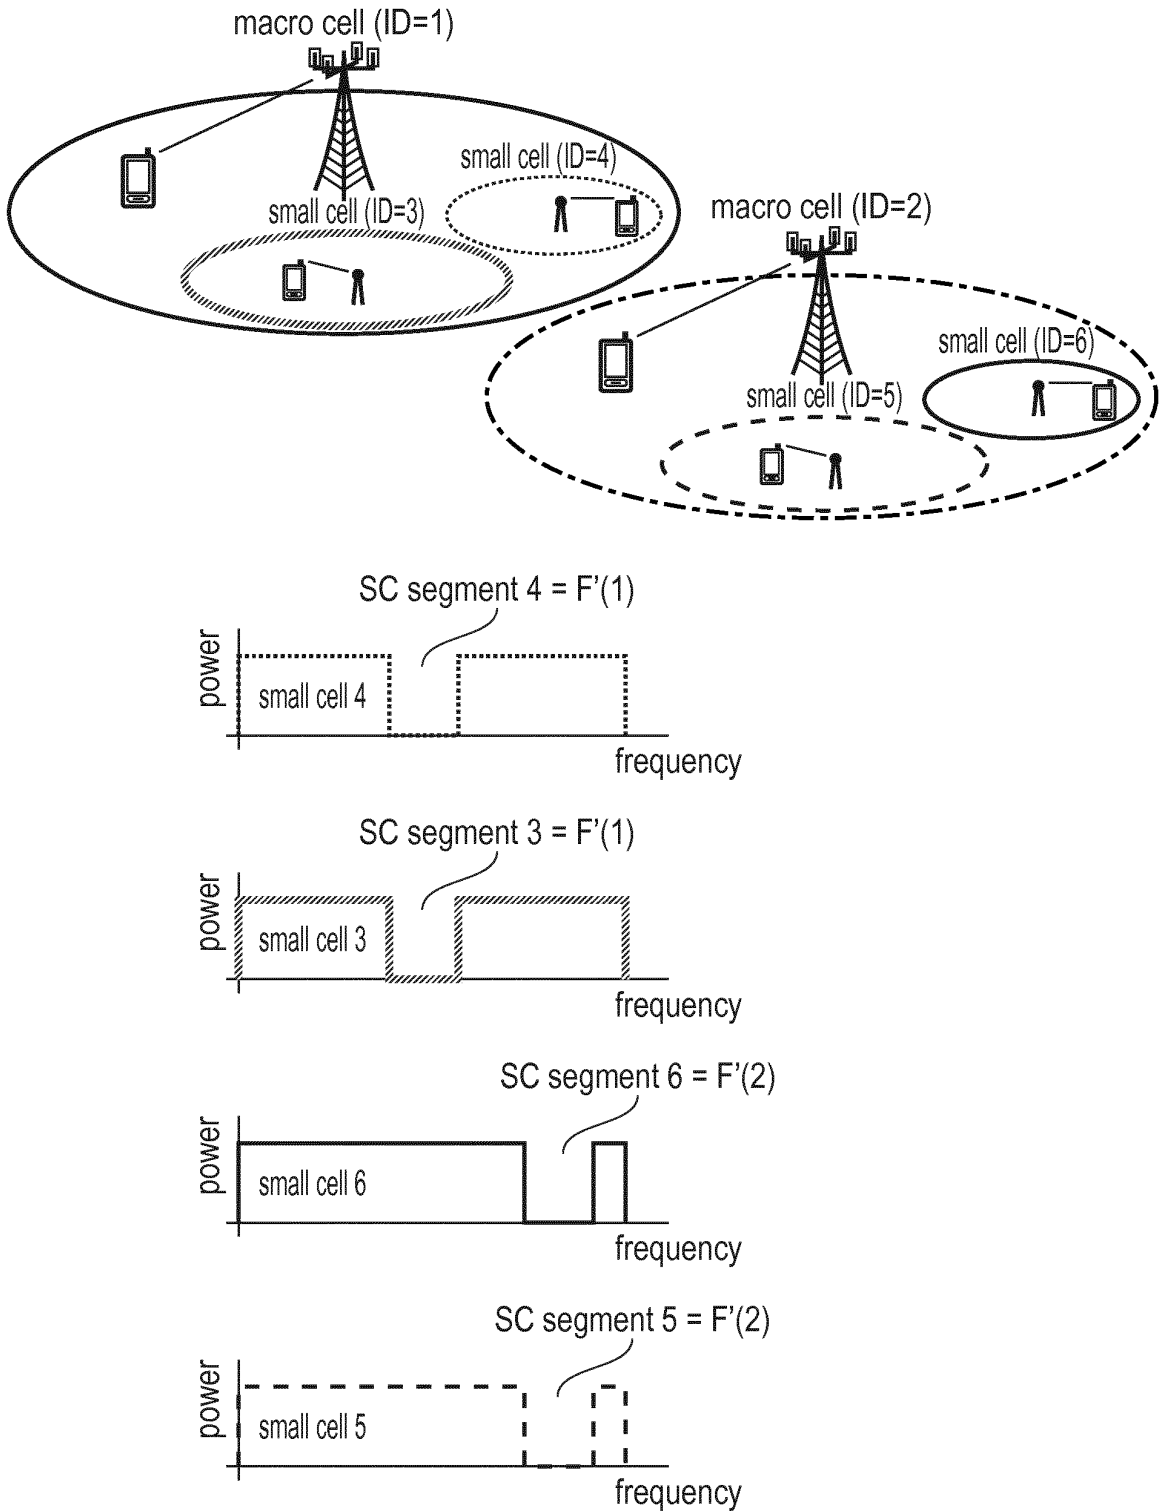 macro cell (ID=1)
small cell (ID=4)
small cell (ID=3)
macro cell (ID=2)
small cell (ID=6)
small cell (ID=5)
SC segment 4 = F'(1)
power
small cell 4
frequency
SC segment 3 = F'(1)
power
small cell 3
frequency
SC segment 6 = F'(2)
power
small cell 6
frequency
SC segment 5 = F'(2)
power
small cell 5
frequency